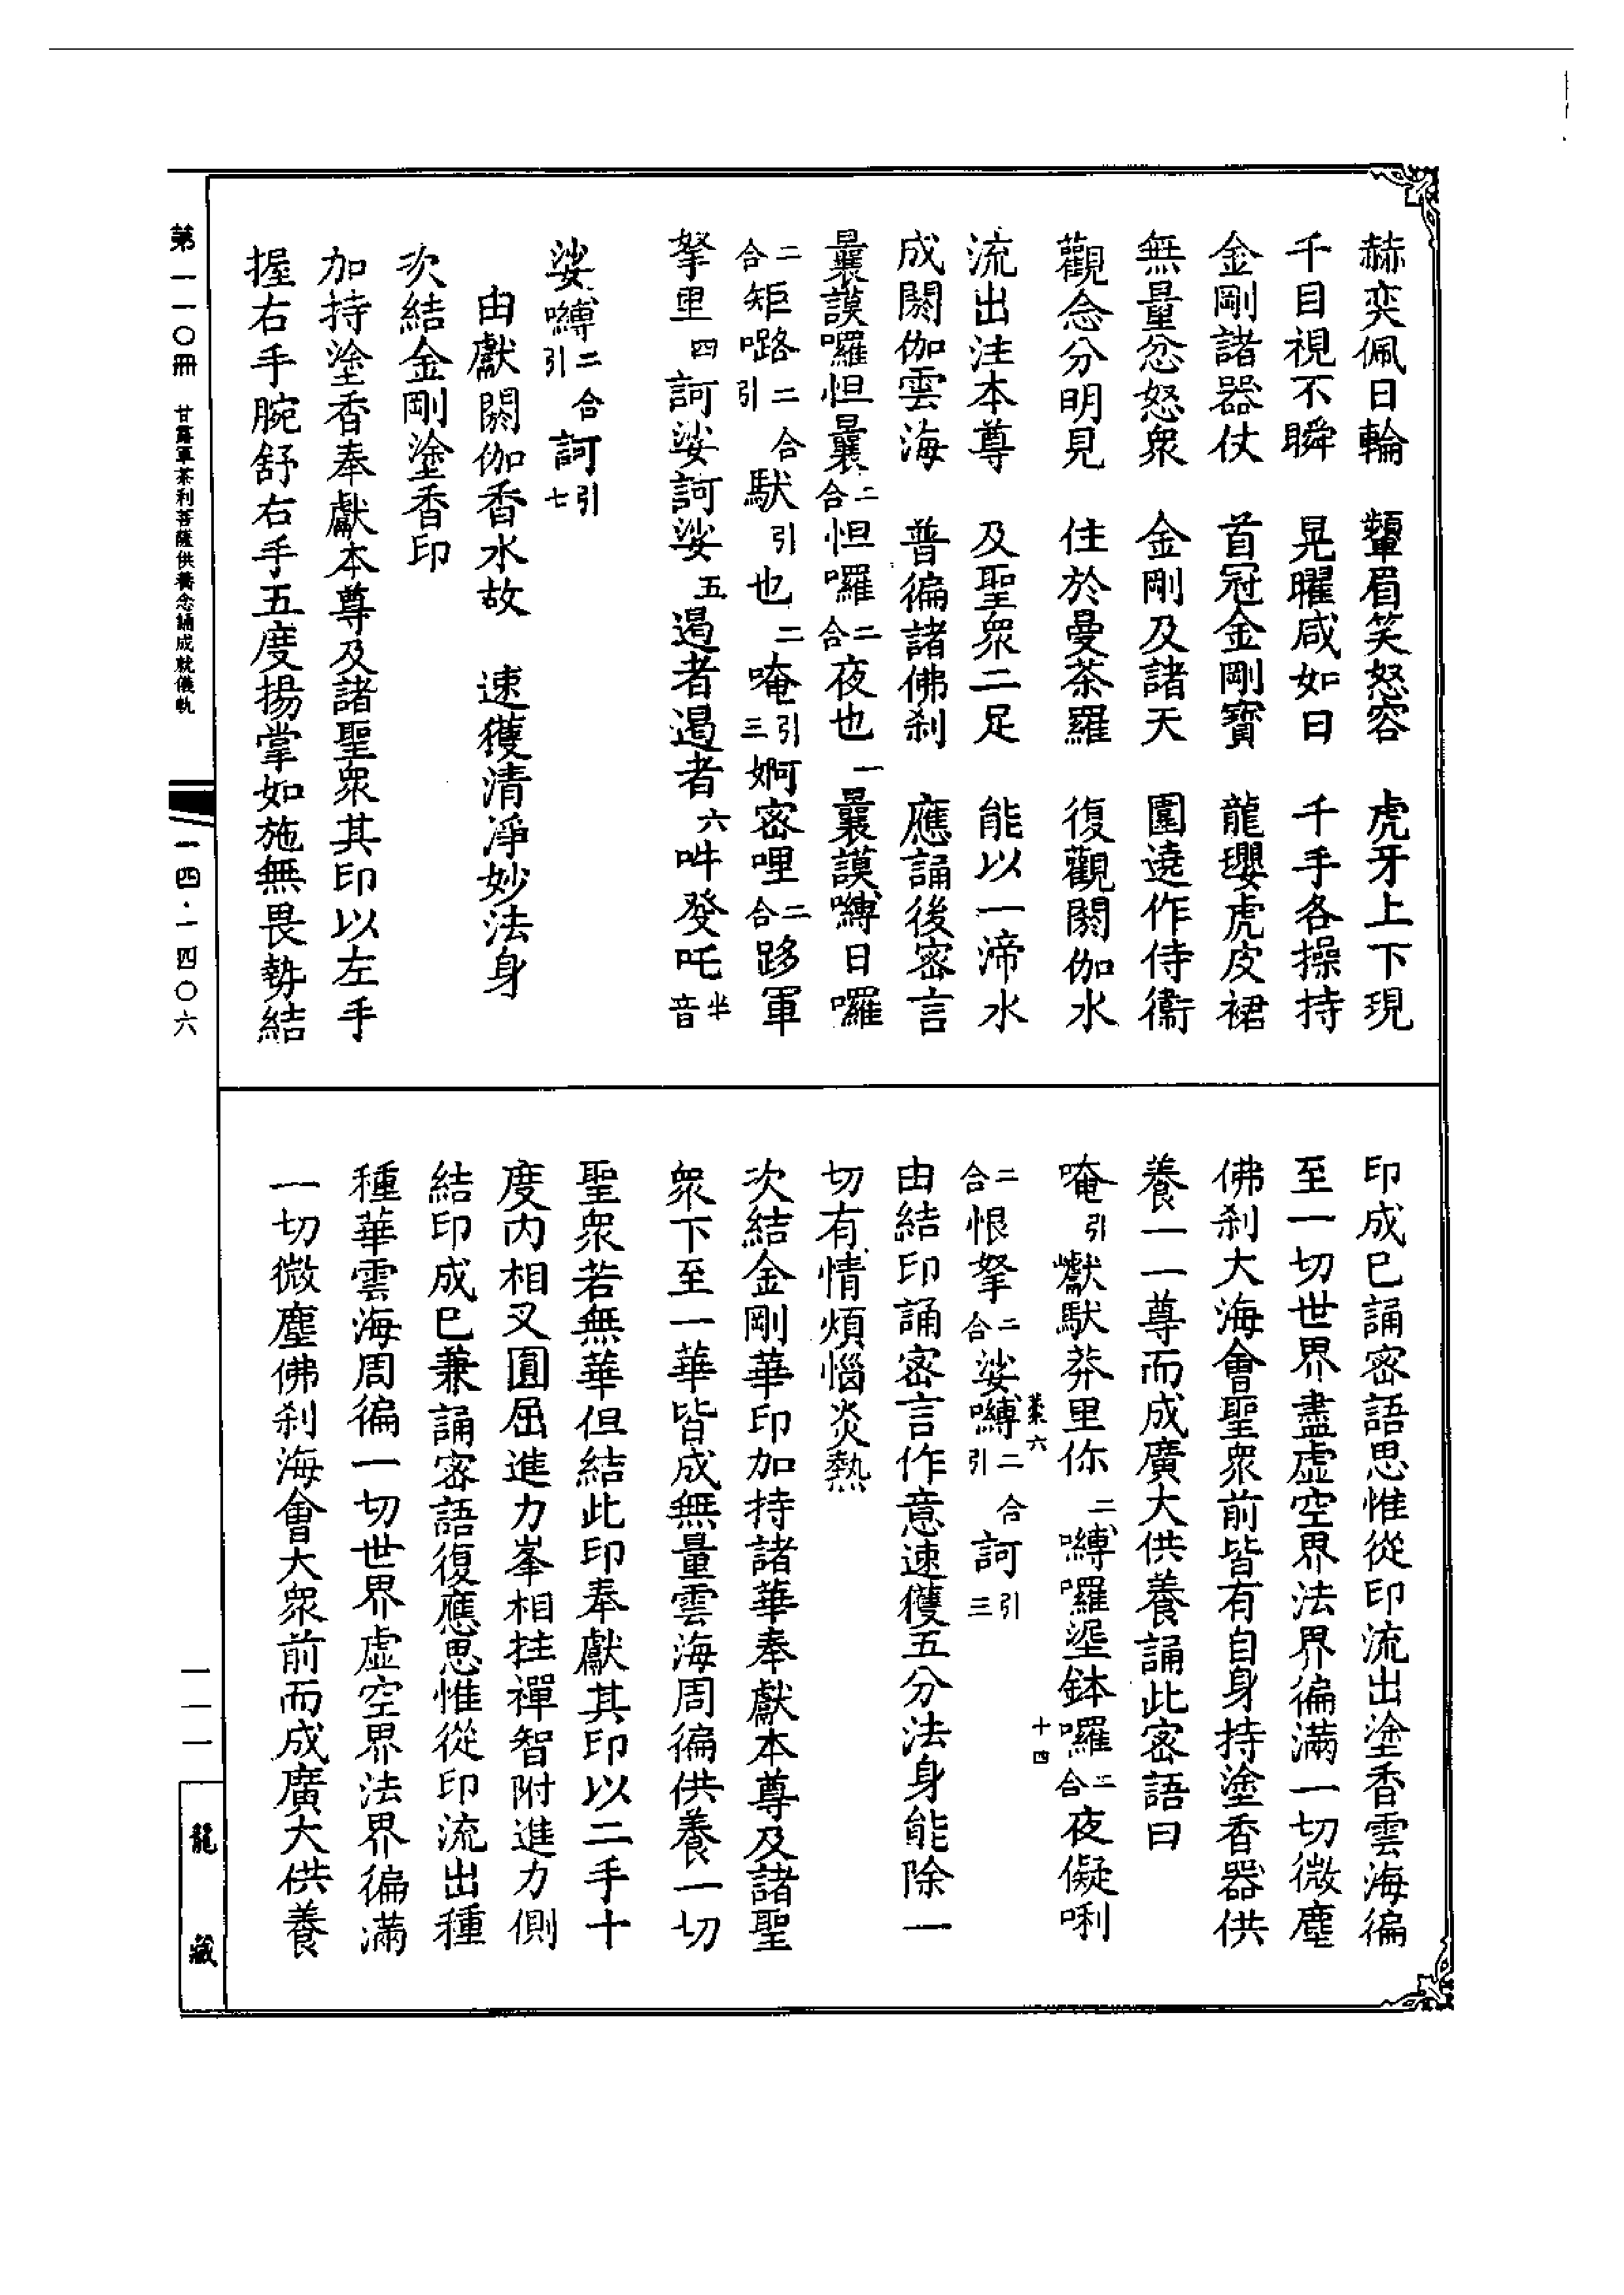 赫奕佩日輪　顰眉笑怒容　虎牙上下現
千目視不瞬　晃曜咸如日　千手各操持
金剛諸器仗　首冠金剛寶　龍瓔虎皮裙
無量忿怒衆　金剛及諸天　圍遶作侍衞
觀念分明見　住於曼荼羅　復觀閼伽水
流出注本尊　及聖衆二足　能以一渧水
成閼伽雲海　普徧諸佛刹　應誦後密言
曩謨囉怛曩二合怛囉二合夜也一曩謨嚩日囉
二合矩嚕引二合馱引也二唵引三婀密哩二合跢軍
拏里四訶娑訶娑五遏者遏者六吽癹吒半音
娑嚩引二合訶引七
由獻閼伽香水故　速獲清淨妙法身
次結金剛塗香印
加持塗香奉獻本尊及諸聖衆其印以左手
握右手腕舒右手五度揚掌如施無畏勢結
印成已誦密語思惟從印流出塗香雲海徧
至一切世界盡虛空界法界徧滿一切微塵
佛刹大海會聖衆前皆有自身持塗香器供
養一一尊而成廣大供養誦此密語曰
唵引𤜵馱莽里你二嚩囉埿鉢囉二合夜儗唎
二合恨拏二合娑嚩引二合訶引三
由結印誦密言作意速獲五分法身能除一
切有情煩惱炎熱
次結金剛華印加持諸華奉獻本尊及諸聖
衆下至一華皆成無量雲海周徧供養一切
聖衆若無華但結此印奉獻其印以二手十
度内相叉圓屈進力峯相拄禪智附進力側
結印成已兼誦密語復應思惟從印流出種
種華雲海周徧一切世界虛空界法界徧滿
一切微塵佛刹海會大衆前而成廣大供養
六
十四
第一一〇冊　甘露軍荼利菩薩供養念誦成就儀軌
一四·一四〇六
一一一
龍藏